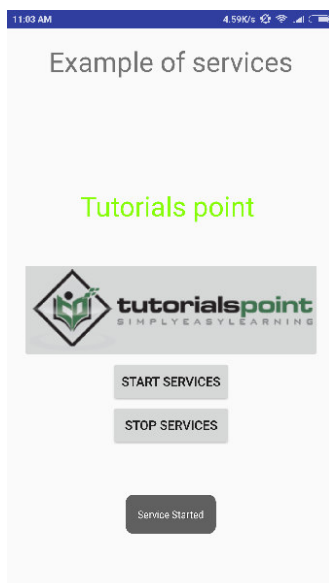 11:03 AM 4.59K/s
Example of services
Tutorials point
tutorialspoint
SIMPLYEASYLEARNING
START SERVICES
STOP SERVICES
Service Started